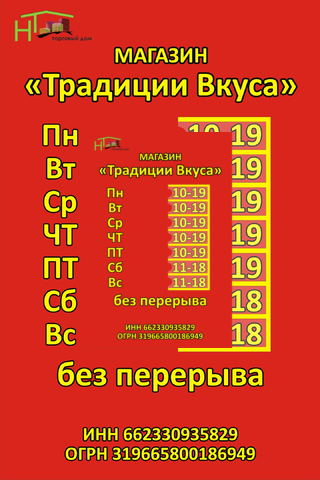 НТ
торговый дом
МАГАЗИН
«Традиции Вкуса»
Пн 10-19
Вт 19
Ср 19
ЧТ 19
ПТ 19
Сб 18
Вс 18
МАГАЗИН
«Традиции Вкуса»
Пн 10-19
Вт 10-19
Ср 10-19
ЧТ 10-19
ПТ 10-19
Сб 11-18
Вс 11-18
без перерыва
ИНН 662330935829
ОГРН 319665800186949
без перерыва
ИНН 662330935829
ОГРН 319665800186949